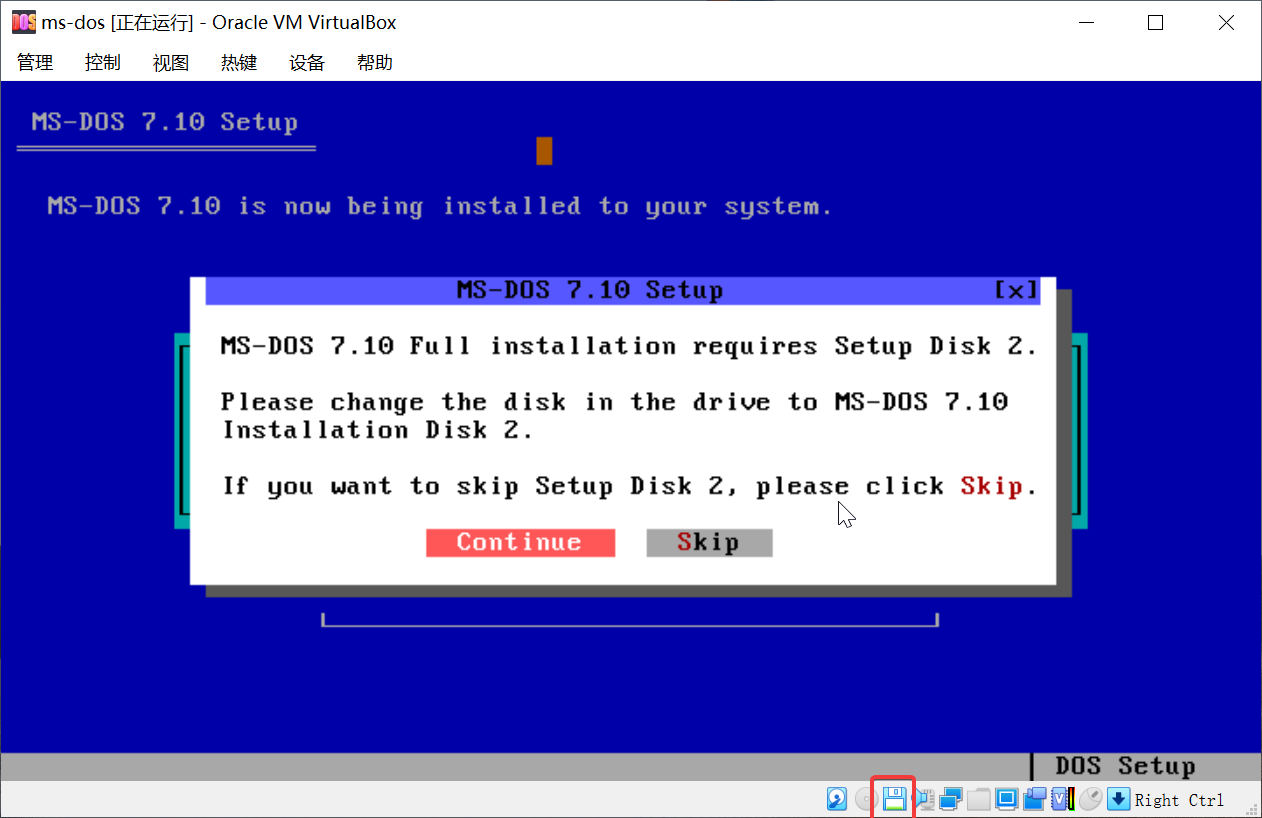 ms-dos [正在运行] - Oracle VM VirtualBox
管理 控制 视图 热键 设备 帮助
MS-DOS 7.10 Setup
MS-DOS 7.10 is now being installed to your system.
MS-DOS 7.10 Setup [x]
MS-DOS 7.10 Full installation requires Setup Disk 2.
Please change the disk in the drive to MS-DOS 7.10
Installation Disk 2.
If you want to skip Setup Disk 2, please click Skip.
Continue Skip
DOS Setup
Right Ctrl